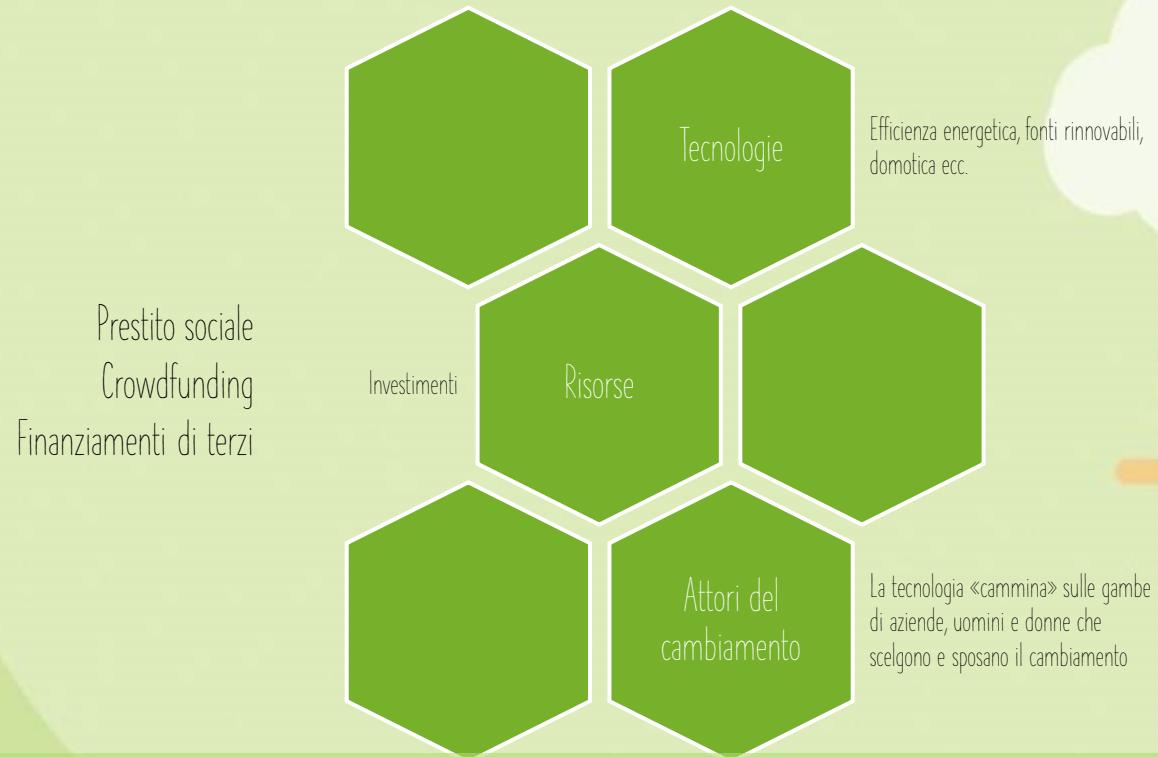 Tecnologie
Efficienza energetica, fonti rinnovabili,
domotica ecc.
Prestito sociale
Crowdfunding
Finanziamenti di terzi
Investimenti
Risorse
Attori del
cambiamento
La tecnologia «cammina» sulle gambe
di aziende, uomini e donne che
scelgono e sposano il cambiamento